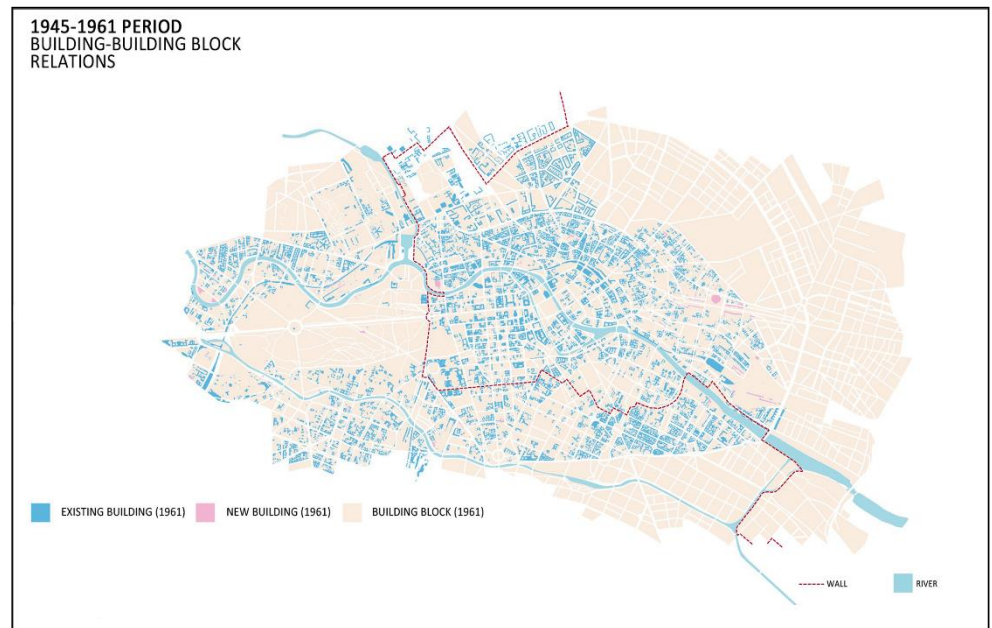 1945-1961 PERIOD
BUILDING-BUILDING BLOCK
RELATIONS
EXISTING BUILDING (1961)
NEW BUILDING (1961)
BUILDING BLOCK (1961)
WALL
RIVER